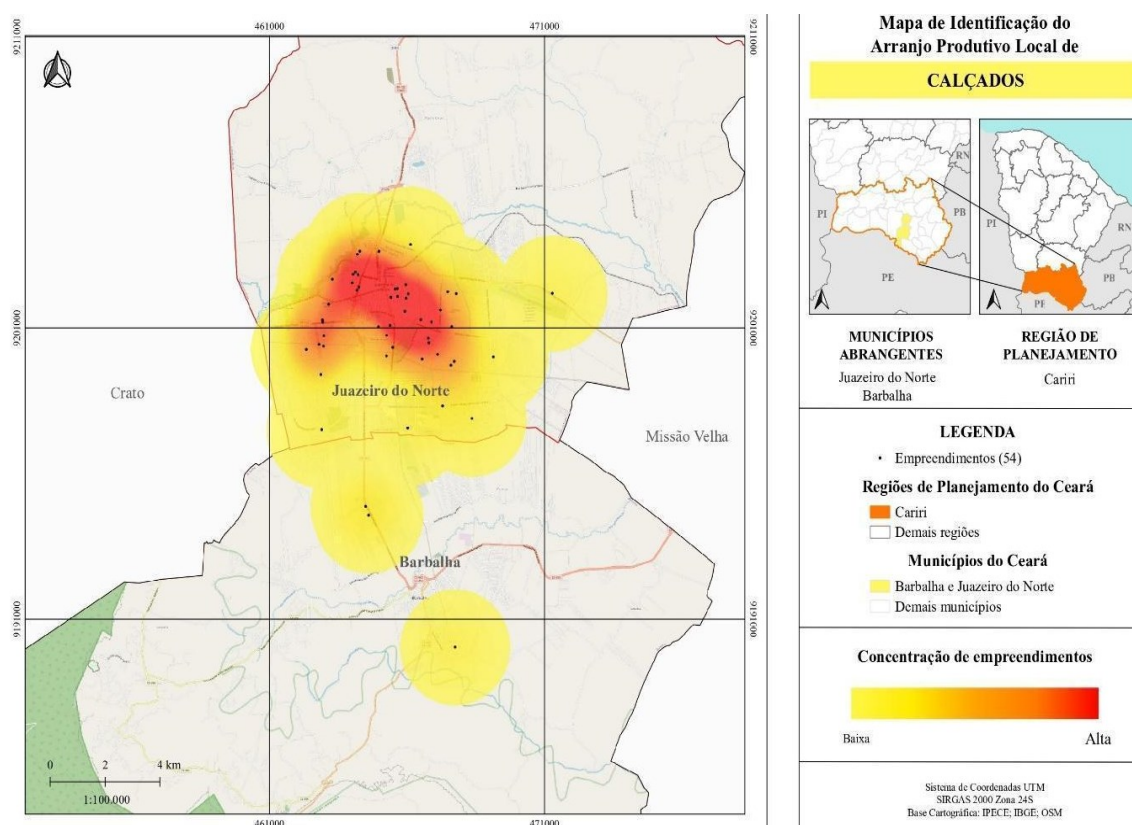 461000
471000
9211000
9211000
Mapa de Identificação do
Arranjo Produtivo Local de
CALÇADOS
RN
PI
PB
PE
PI
RN
PB
PE
MUNICÍPIOS
ABRANGENTES
Juazeiro do Norte
Barbalha
REGIÃO DE
PLANEJAMENTO
Cariri
9201000
9201000
Juazeiro do Norte
Crato
Missão Velha
LEGENDA
Empreendimentos (54)
Regiões de Planejamento do Ceará
Cariri
Demais regiões
Municípios do Ceará
Barbalha e Juazeiro do Norte
Demais municípios
Barbalha
9191000
9191000
Concentração de empreendimentos
Baixa
Alta
0 2 4 km
1:100.000
461000
471000
Sistema de Coordenadas UTM
SIRGAS 2000 Zona 24S
Base Cartográfica: IPECE; IBGE; OSM